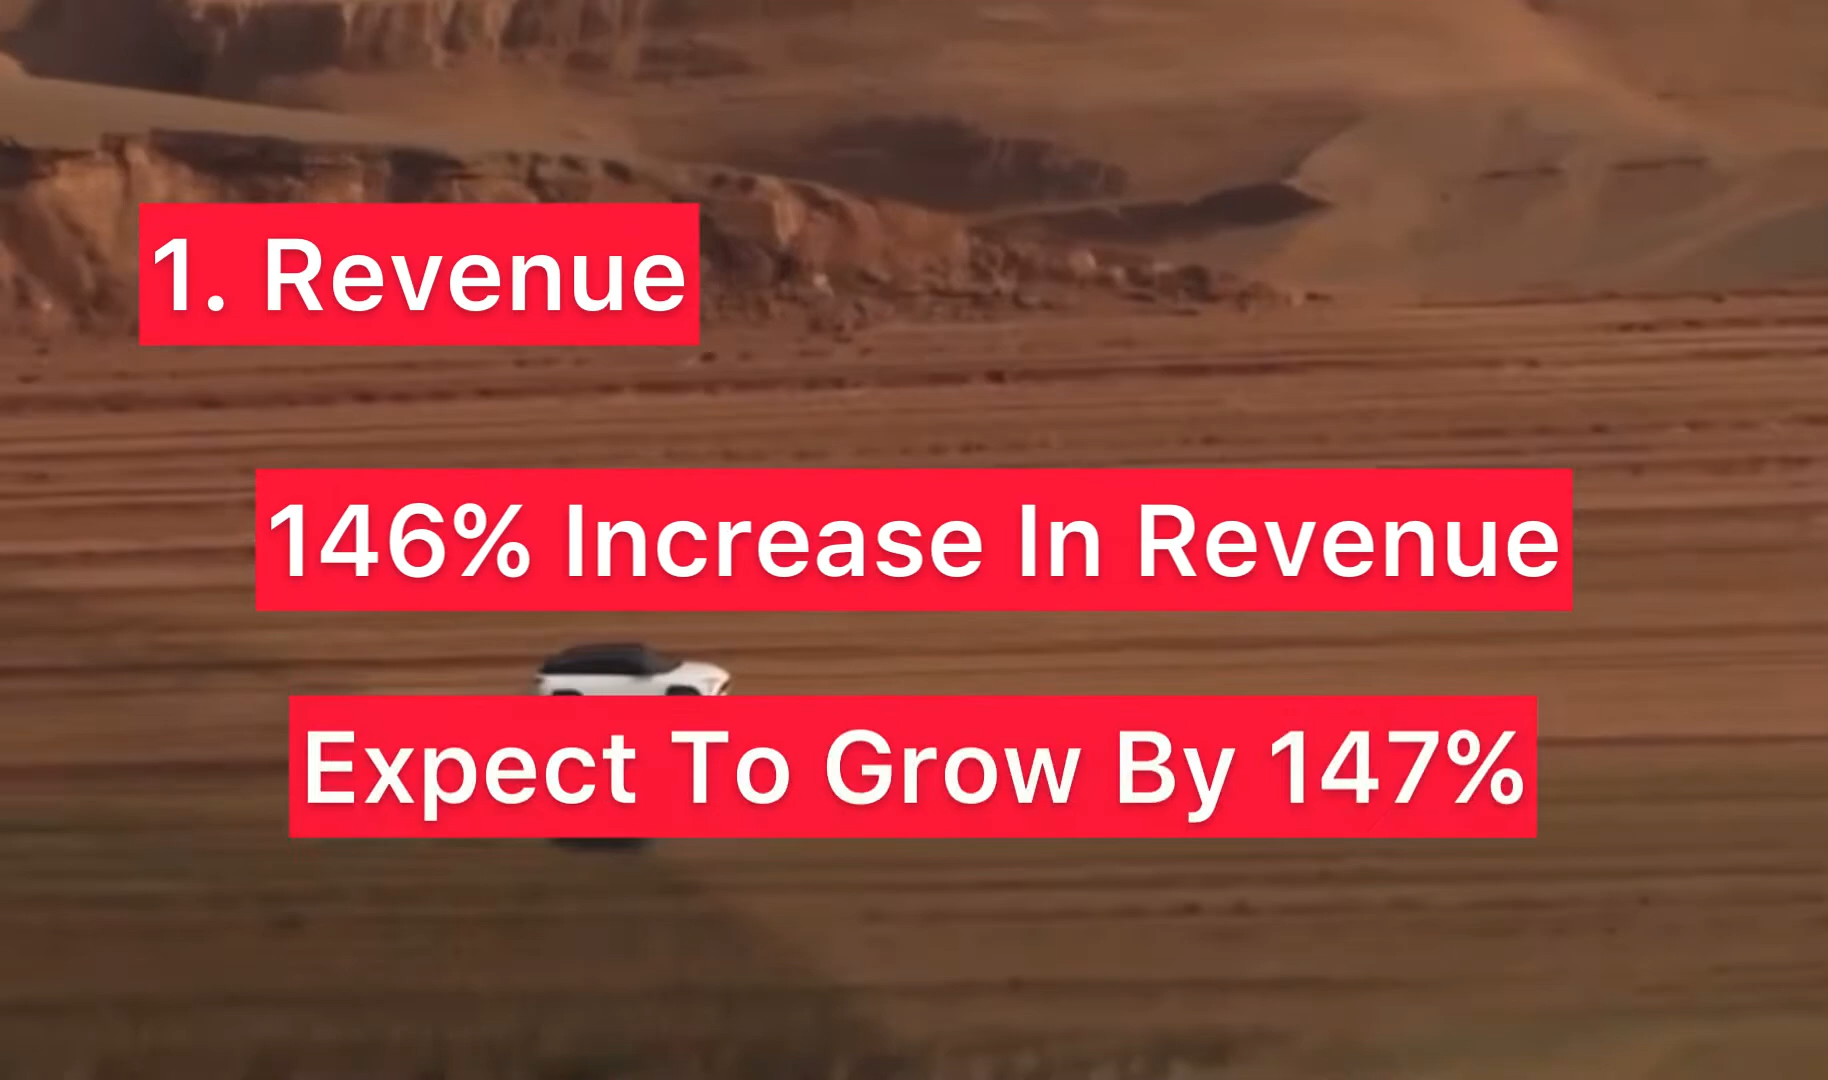 1. Revenue
146% Increase In Revenue
Expect To Grow By 147%